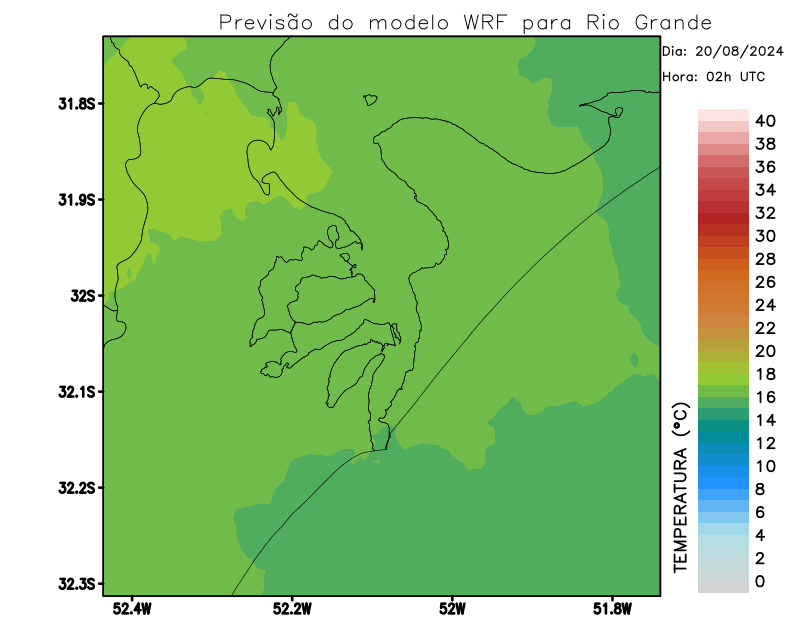 Previsão do modelo WRF para Rio Grande
Dia: 20/08/2024
Hora: 02h UTC
31.8S
31.9S
32S
32.1S
32.2S
32.3S
52.4W
52.2W
52W
51.8W
TEMPERATURA (°C)
40
38
36
34
32
30
28
26
24
22
20
18
16
14
12
10
8
6
4
2
0